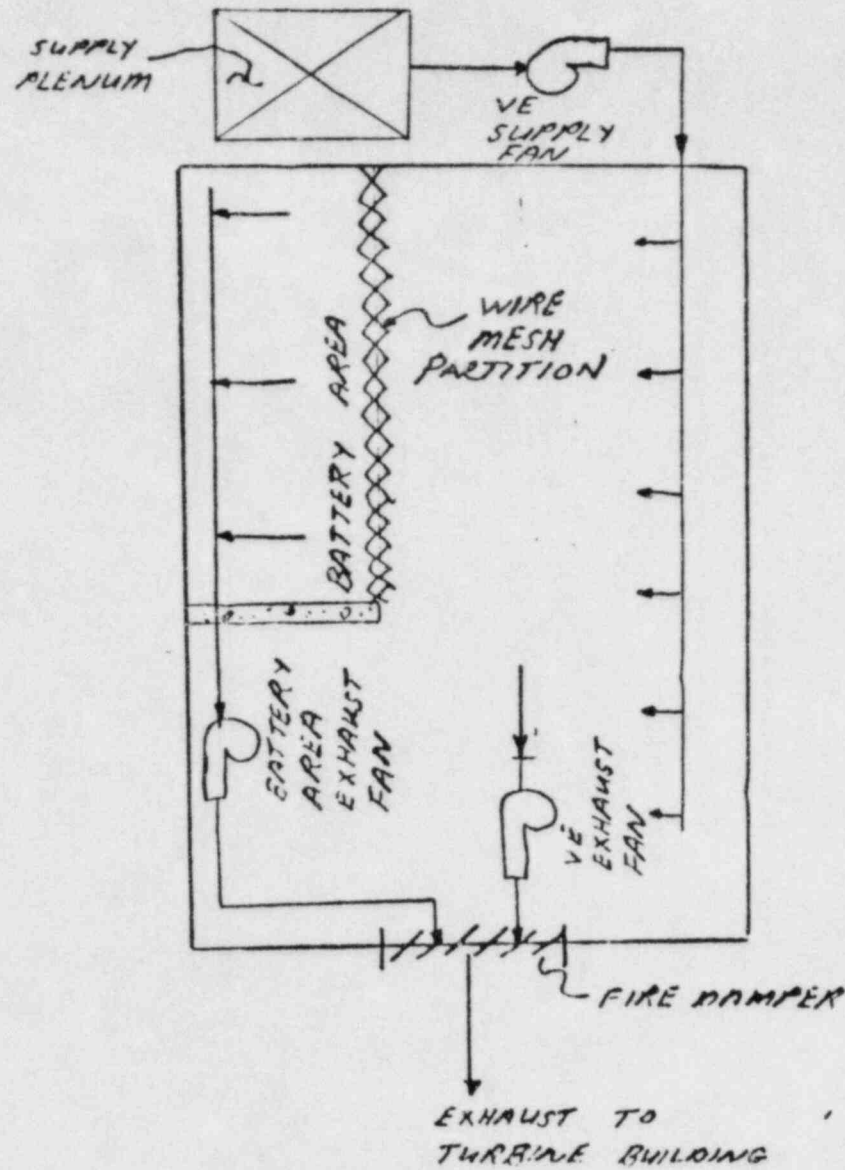 SUPPLY
PLENUM
VE
SUPPLY
FAN
WIRE
MESH
PARTITION
BATTERY AREA
BATTERY
AREA
EXHAUST
FAN
VE
EXHAUST
FAN
FIRE DAMPER
EXHAUST TO
TURBINE BUILDING